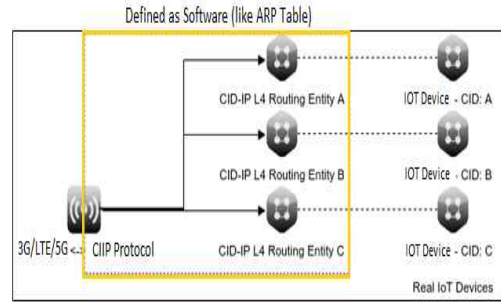 Defined as Software (like ARP Table)
CID-IP L4 Routing Entity A
IOT Device - CID: A
CID-IP L4 Routing Entity B
IOT Device - CID: B
3G/LTE/5G <-> CIIP Protocol
CID-IP L4 Routing Entity C
IOT Device - CID: C
Real IoT Devices